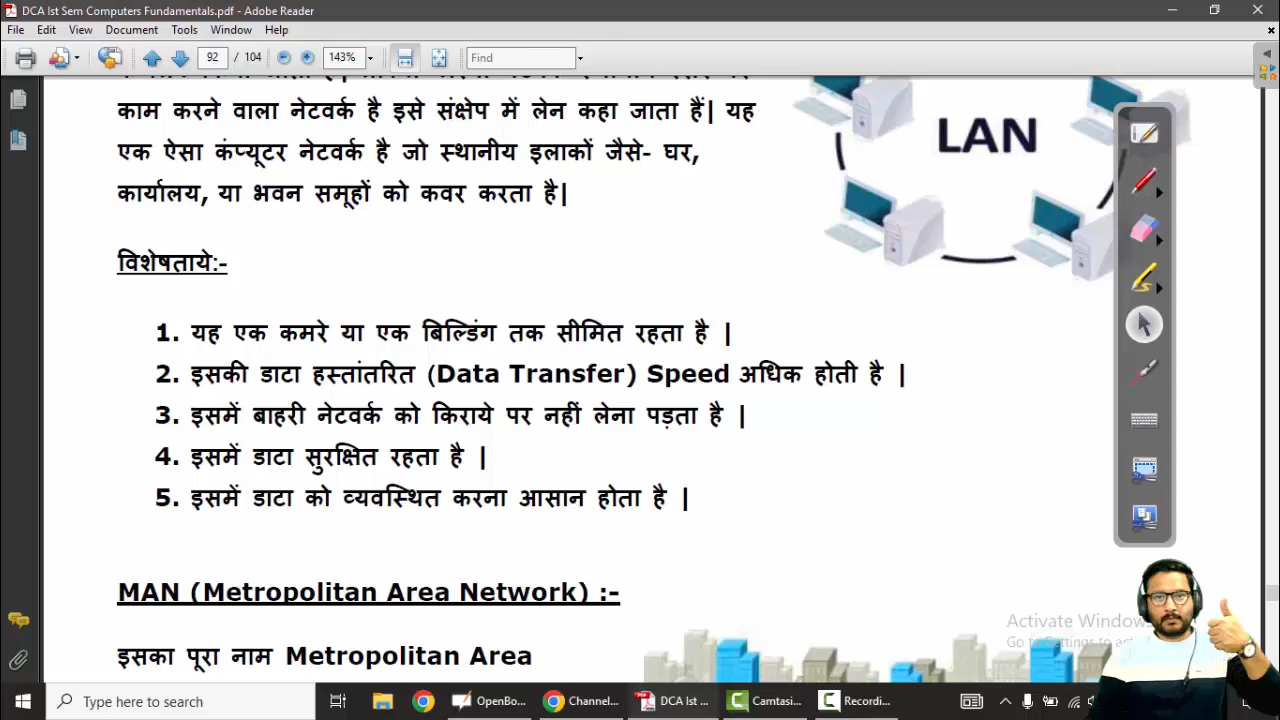 DCA Ist Sem Computers Fundamentals.pdf - Adobe Reader
File Edit View Document Tools Window Help
92 / 104 143% Find
काम करने वाला नेटवर्क है इसे संक्षेप में लेन कहा जाता हैं| यह
एक ऐसा कंप्यूटर नेटवर्क है जो स्थानीय इलाकों जैसे- घर,
कार्यालय, या भवन समूहों को कवर करता है|
LAN
विशेषताये:-
1. यह एक कमरे या एक बिल्डिंग तक सीमित रहता है |
2. इसकी डाटा हस्तांतरित (Data Transfer) Speed अधिक होती है |
3. इसमें बाहरी नेटवर्क को किराये पर नहीं लेना पड़ता है |
4. इसमें डाटा सुरक्षित रहता है |
5. इसमें डाटा को व्यवस्थित करना आसान होता है |
MAN (Metropolitan Area Network) :-
इसका पूरा नाम Metropolitan Area
Activate Windows
Go to Settings to
Type here to search OpenBo... Channel... DCA Ist ... Camtasi... Recordi...